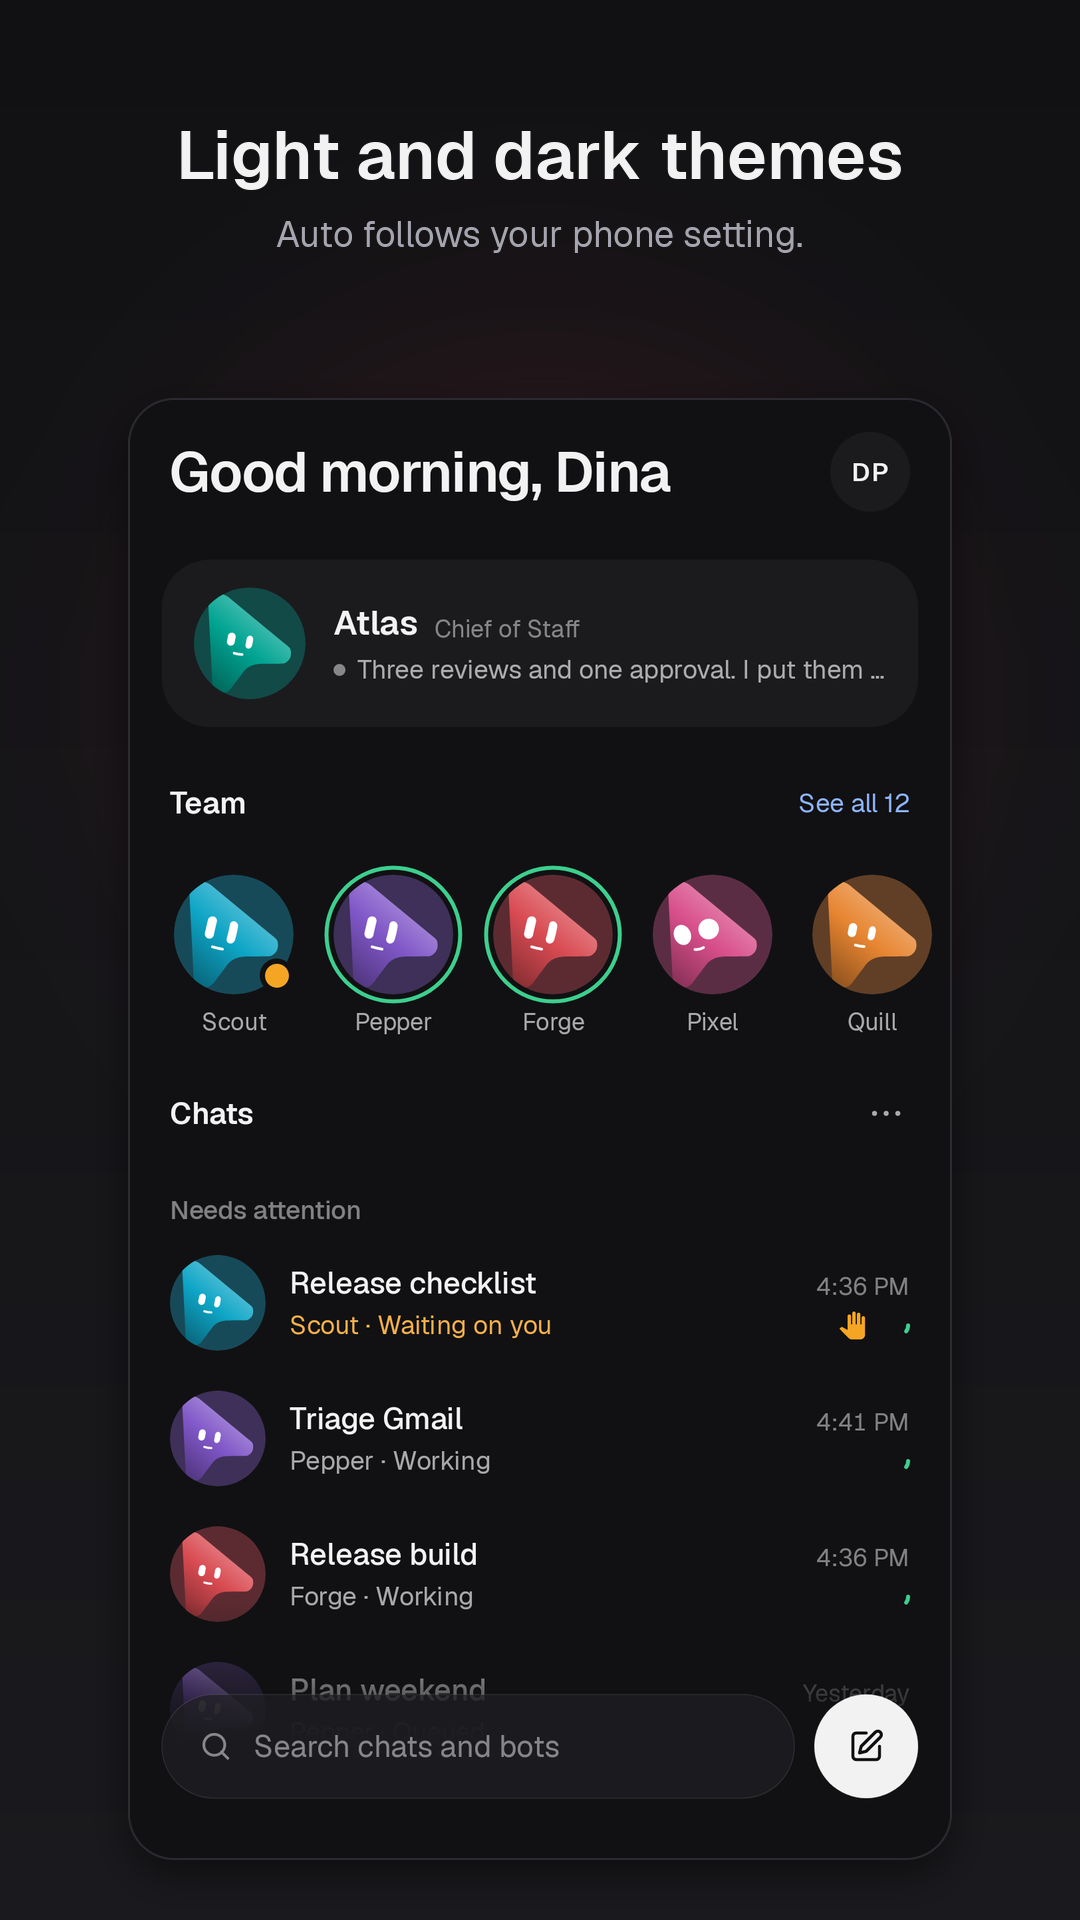 Light and dark themes
Auto follows your phone setting.
Good morning, Dina
DP
Atlas Chief of Staff
Three reviews and one approval. I put them ...
Team
See all 12
Scout
Pepper
Forge
Pixel
Quill
Chats
Needs attention
Release checklist
4:36 PM
Scout · Waiting on you
Triage Gmail
4:41 PM
Pepper · Working
Release build
4:36 PM
Forge · Working
Plan weekend
Yesterday
Pepper · Queued
Search chats and bots